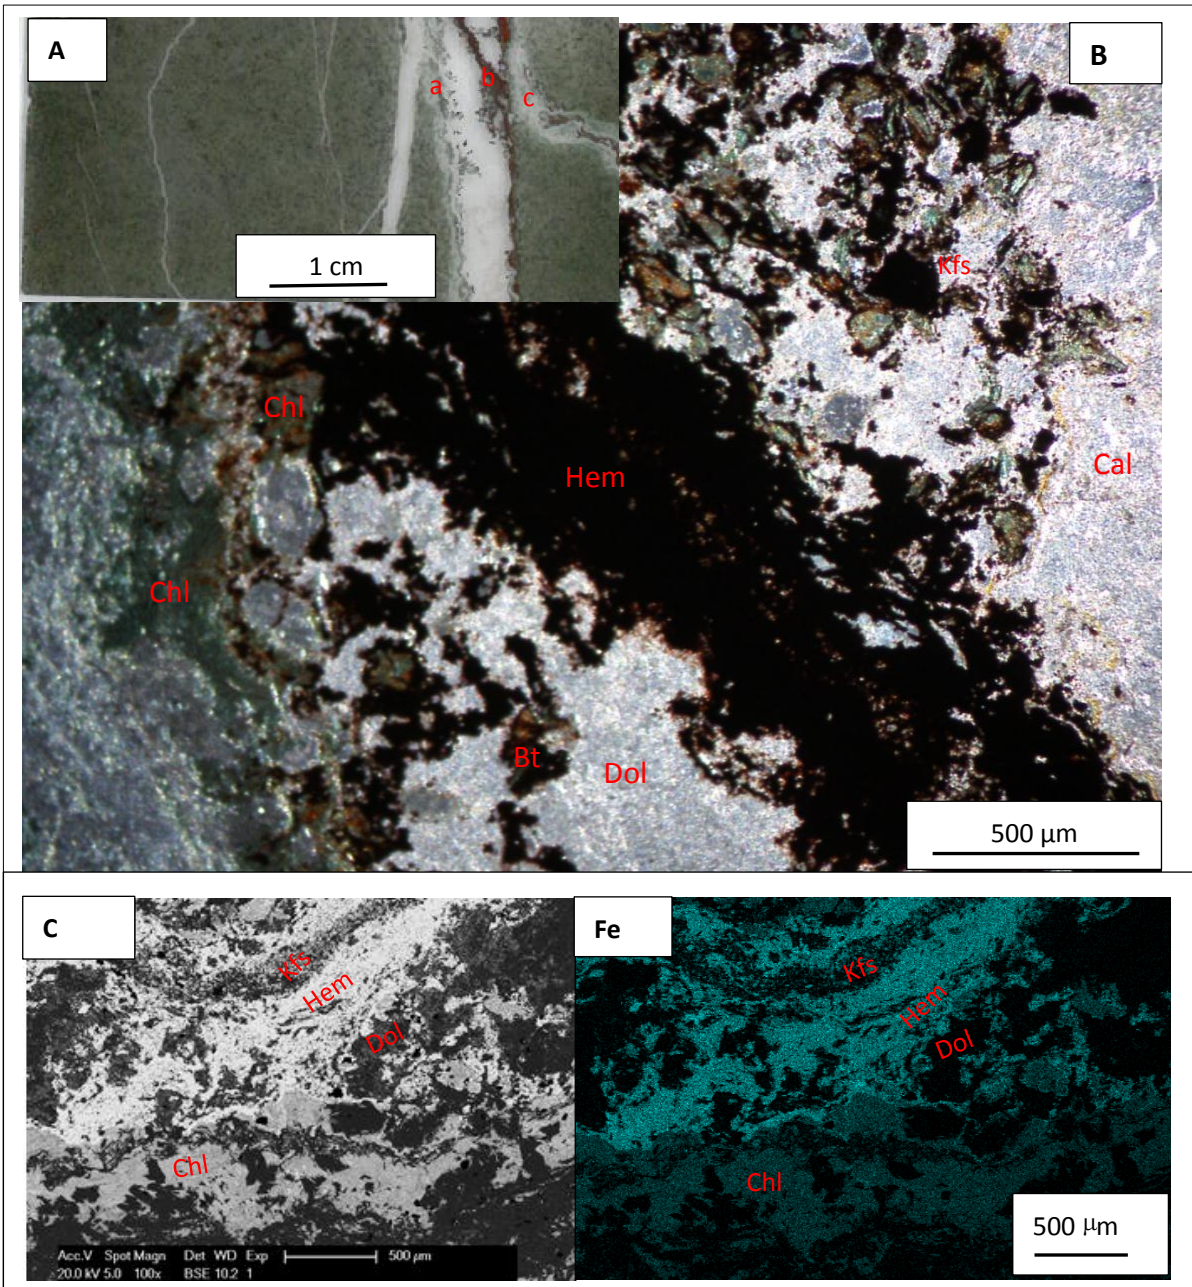 A
a
b
c
1 cm
B
Kfs
Chl
Hem
Cal
Chl
Bt
Dol
500 µm
C
Kfs
Hem
Dol
Chl
Acc.V Spot Magn Det WD Exp
20.0 kV 5.0 100x BSE 10.2 1
500 µm
Fe
Kfs
Hem
Dol
Chl
500 µm